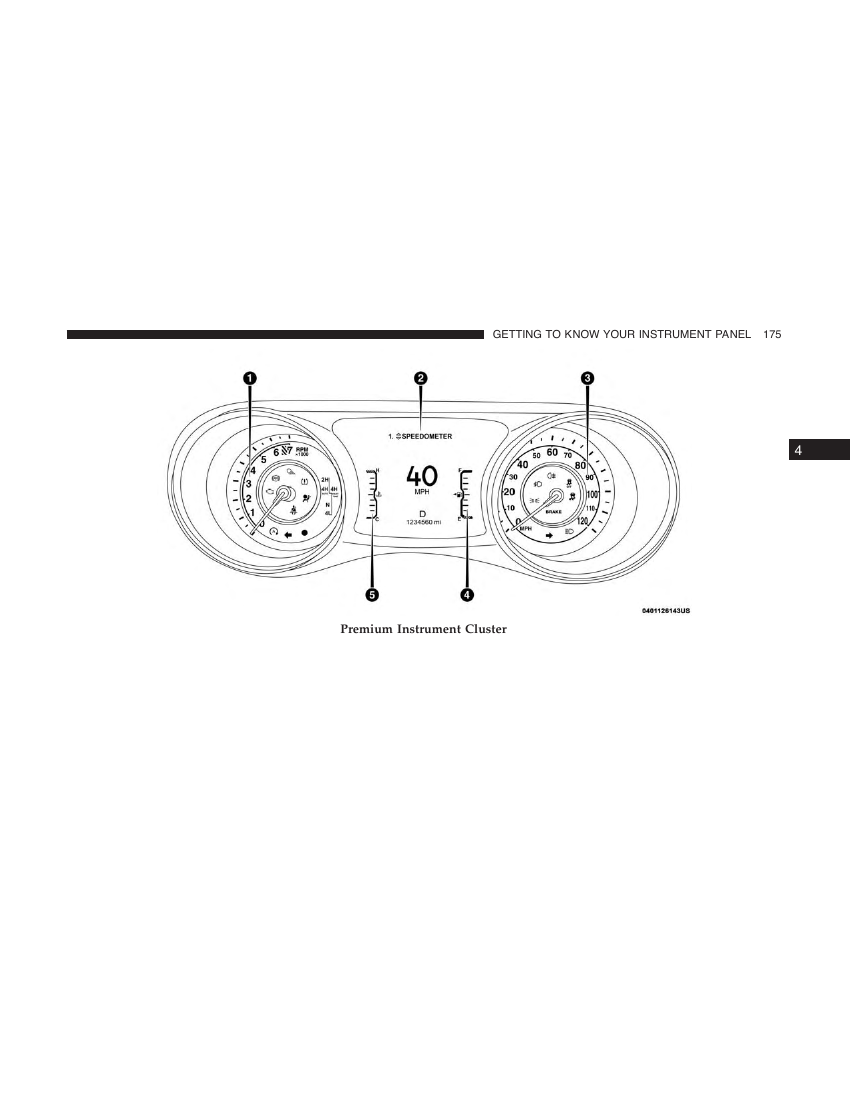 GETTING TO KNOW YOUR INSTRUMENT PANEL 175
4
1 2 3
1. SPEEDOMETER
40
MPH
D
1234560 mi
H
C
F
E
0 1 2 3 4 5 6 7
RPM
×1000
2H
4H 4H
N
4L
0 10 20 30 40 50 60 70 80 90 100 110 120
MPH
BRAKE
5 4
0401126143US
Premium Instrument Cluster